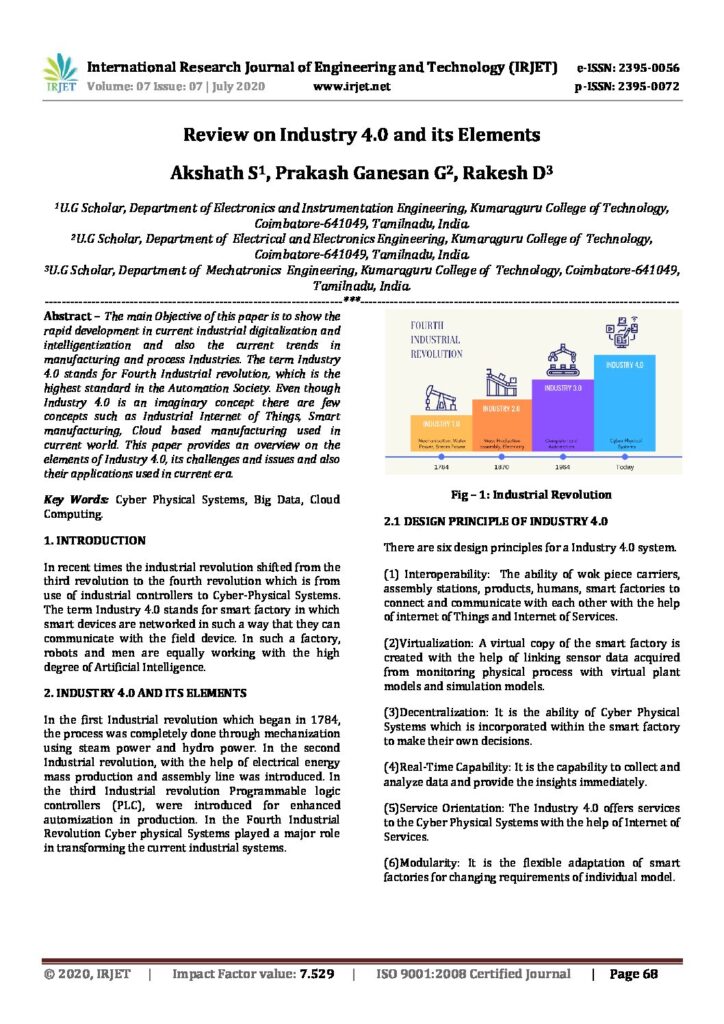 International Research Journal of Engineering and Technology (IRJET) e-ISSN: 2395-0056
IRJET Volume: 07 Issue: 07 | July 2020 www.irjet.net p-ISSN: 2395-0072
Review on Industry 4.0 and its Elements
Akshath S1, Prakash Ganesan G2, Rakesh D3
1U.G Scholar, Department of Electronics and Instrumentation Engineering, Kumaraguru College of Technology,
Coimbatore-641049, Tamilnadu, India.
2U.G Scholar, Department of Electrical and Electronics Engineering, Kumaraguru College of Technology,
Coimbatore-641049, Tamilnadu, India.
3U.G Scholar, Department of Mechatronics Engineering, Kumaraguru College of Technology, Coimbatore-641049,
Tamilnadu, India.
---------------------------------------------------------------------***----------------------------------------------------------------------
Abstract – The main Objective of this paper is to show the
rapid development in current industrial digitalization and
intelligentization and also the current trends in
manufacturing and process Industries. The term Industry
4.0 stands for Fourth Industrial revolution, which is the
highest standard in the Automation Society. Even though
Industry 4.0 is an imaginary concept there are few
concepts such as Industrial Internet of Things, Smart
manufacturing, Cloud based manufacturing used in
current world. This paper provides an overview on the
elements of Industry 4.0, its challenges and issues and also
their applications used in current era.
Key Words: Cyber Physical Systems, Big Data, Cloud
Computing.
1. INTRODUCTION
In recent times the industrial revolution shifted from the
third revolution to the fourth revolution which is from
use of industrial controllers to Cyber-Physical Systems.
The term Industry 4.0 stands for smart factory in which
smart devices are networked in such a way that they can
communicate with the field device. In such a factory,
robots and men are equally working with the high
degree of Artificial Intelligence.
2. INDUSTRY 4.0 AND ITS ELEMENTS
In the first Industrial revolution which began in 1784,
the process was completely done through mechanization
using steam power and hydro power. In the second
Industrial revolution, with the help of electrical energy
mass production and assembly line was introduced. In
the third Industrial revolution Programmable logic
controllers (PLC), were introduced for enhanced
automization in production. In the Fourth Industrial
Revolution Cyber physical Systems played a major role
in transforming the current industrial systems.
FOURTH
INDUSTRIAL
REVOLUTION
INDUSTRY 1.0
INDUSTRY 2.0
INDUSTRY 3.0
INDUSTRY 4.0
Mechanization, Water
Power, Steam Power
Mass Production
Assembly, Electricity
Computer and
Automation
Cyber Physical
Systems
1784
1870
1984
Today
Fig – 1: Industrial Revolution
2.1 DESIGN PRINCIPLE OF INDUSTRY 4.0
There are six design principles for a Industry 4.0 system.
(1) Interoperability: The ability of wok piece carriers,
assembly stations, products, humans, smart factories to
connect and communicate with each other with the help
of internet of Things and Internet of Services.
(2)Virtualization: A virtual copy of the smart factory is
created with the help of linking sensor data acquired
from monitoring physical process with virtual plant
models and simulation models.
(3)Decentralization: It is the ability of Cyber Physical
Systems which is incorporated within the smart factory
to make their own decisions.
(4)Real-Time Capability: It is the capability to collect and
analyze data and provide the insights immediately.
(5)Service Orientation: The Industry 4.0 offers services
to the Cyber Physical Systems with the help of Internet of
Services.
(6)Modularity: It is the flexible adaptation of smart
factories for changing requirements of individual model.
© 2020, IRJET | Impact Factor value: 7.529 | ISO 9001:2008 Certified Journal | Page 68